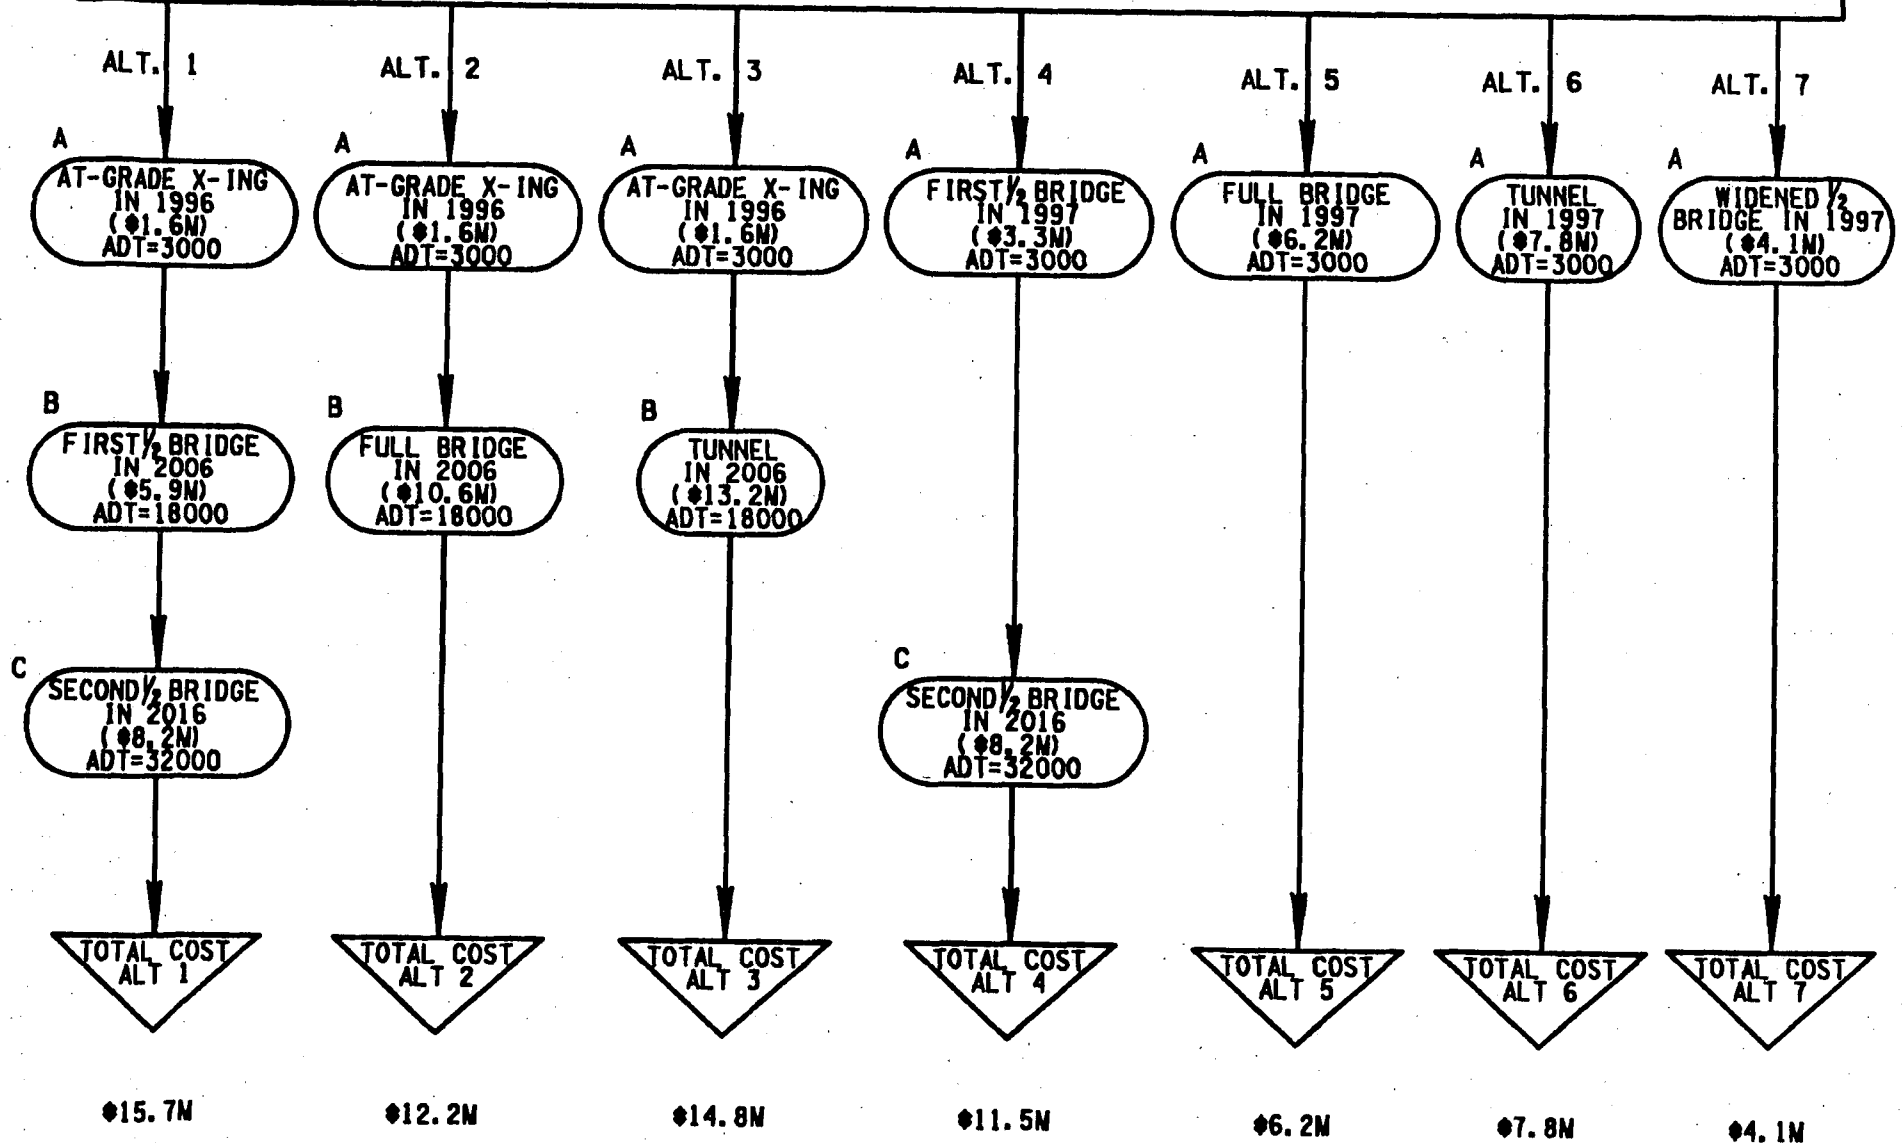 ALT. 1
ALT. 2
ALT. 3
ALT. 4
ALT. 5
ALT. 6
ALT. 7
A
AT-GRADE X-ING
IN 1996
($1.6M)
ADT=3000
A
AT-GRADE X-ING
IN 1996
($1.6M)
ADT=3000
A
AT-GRADE X-ING
IN 1996
($1.6M)
ADT=3000
A
FIRST 1/2 BRIDGE
IN 1997
($3.3M)
ADT=3000
A
FULL BRIDGE
IN 1997
($6.2M)
ADT=3000
A
TUNNEL
IN 1997
($7.8M)
ADT=3000
A
WIDENED 1/2
BRIDGE IN 1997
($4.1M)
ADT=3000
B
FIRST 1/2 BRIDGE
IN 2006
($5.9M)
ADT=18000
B
FULL BRIDGE
IN 2006
($10.6M)
ADT=18000
B
TUNNEL
IN 2006
($13.2M)
ADT=18000
C
SECOND 1/2 BRIDGE
IN 2016
($8.2M)
ADT=32000
C
SECOND 1/2 BRIDGE
IN 2016
($8.2M)
ADT=32000
TOTAL COST
ALT 1
TOTAL COST
ALT 2
TOTAL COST
ALT 3
TOTAL COST
ALT 4
TOTAL COST
ALT 5
TOTAL COST
ALT 6
TOTAL COST
ALT 7
$15.7M
$12.2M
$14.8M
$11.5M
$6.2M
$7.8M
$4.1M